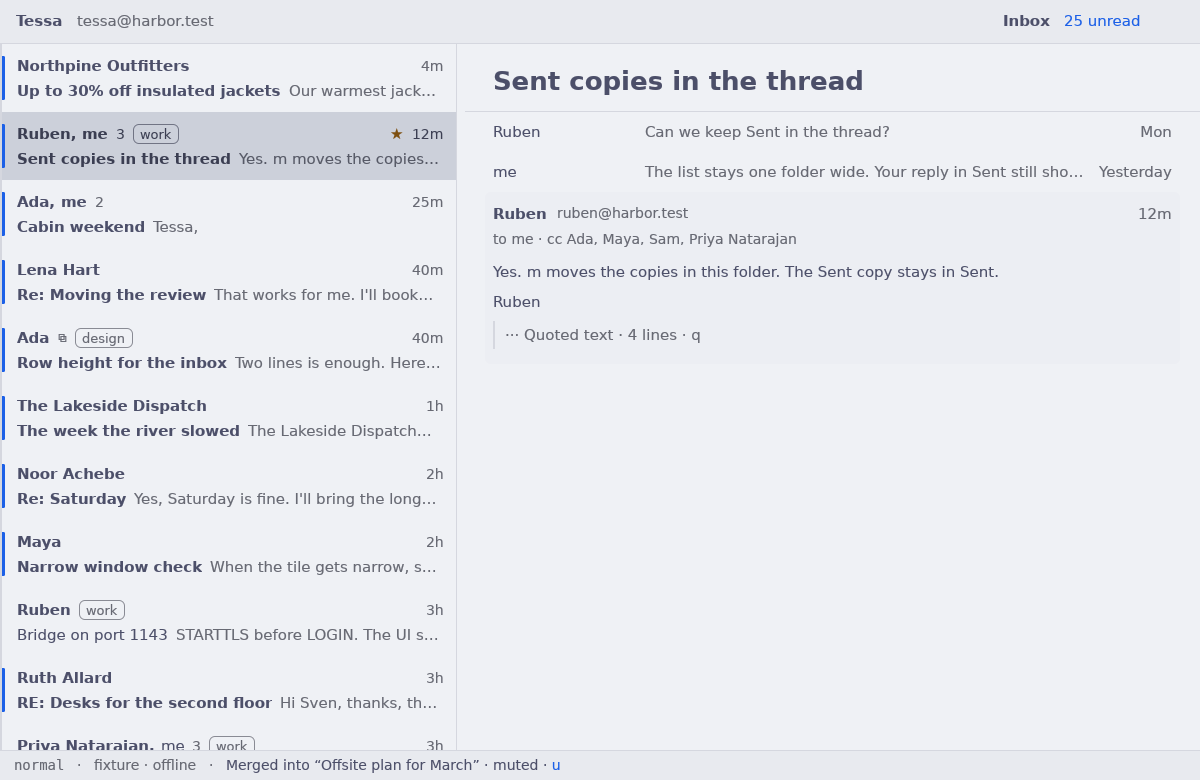 Tessa tessa@harbor.test Inbox 25 unread
Northpine Outfitters 4m
Up to 30% off insulated jackets Our warmest jack…
Ruben, me 3 work ★ 12m
Sent copies in the thread Yes. m moves the copies…
Ada, me 2 25m
Cabin weekend Tessa,
Lena Hart 40m
Re: Moving the review That works for me. I'll book…
Ada design 40m
Row height for the inbox Two lines is enough. Here…
The Lakeside Dispatch 1h
The week the river slowed The Lakeside Dispatch…
Noor Achebe 2h
Re: Saturday Yes, Saturday is fine. I'll bring the long…
Maya 2h
Narrow window check When the tile gets narrow, s…
Ruben work 3h
Bridge on port 1143 STARTTLS before LOGIN. The UI s…
Ruth Allard 3h
RE: Desks for the second floor Hi Sven, thanks, th…
Priya Natarajan, me 3 work 3h
Sent copies in the thread
Ruben Can we keep Sent in the thread? Mon
me The list stays one folder wide. Your reply in Sent still sho… Yesterday
Ruben ruben@harbor.test 12m
to me · cc Ada, Maya, Sam, Priya Natarajan
Yes. m moves the copies in this folder. The Sent copy stays in Sent.
Ruben
··· Quoted text · 4 lines · q
normal · fixture · offline · Merged into “Offsite plan for March” · muted · u